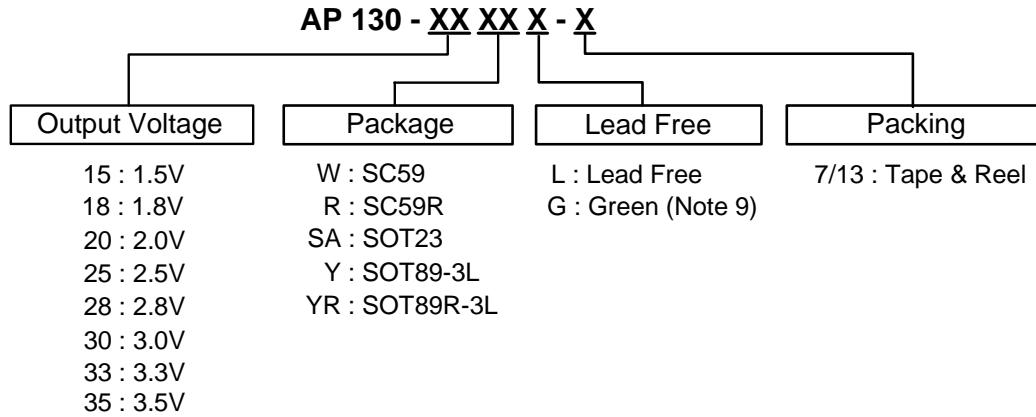 AP 130 - XX XX X - X
Output Voltage
15 : 1.5V
18 : 1.8V
20 : 2.0V
25 : 2.5V
28 : 2.8V
30 : 3.0V
33 : 3.3V
35 : 3.5V
Package
W : SC59
R : SC59R
SA : SOT23
Y : SOT89-3L
YR : SOT89R-3L
Lead Free
L : Lead Free
G : Green (Note 9)
Packing
7/13 : Tape & Reel